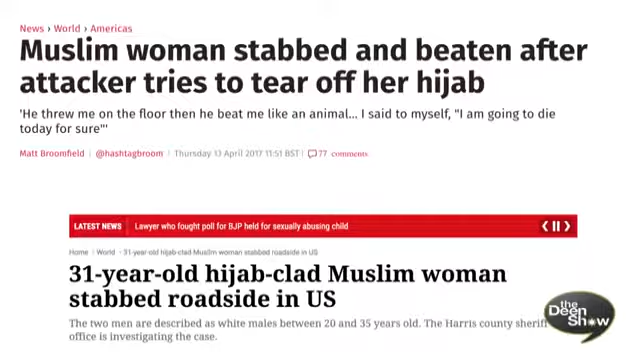 News › World › Americas
Muslim woman stabbed and beaten after
attacker tries to tear off her hijab
'He threw me on the floor then he beat me like an animal... I said to myself, "I am going to die
today for sure"'
Matt Broomfield | @hashtagbroom | Thursday 13 April 2017 11:51 BST | 77 comments
LATEST NEWS Lawyer who fought poll for BJP held for sexually abusing child
Home › World › 31-year-old hijab-clad Muslim woman stabbed roadside in US
31-year-old hijab-clad Muslim woman
stabbed roadside in US
The two men are described as white males between 20 and 35 years old. The Harris county sheriff
office is investigating the case.
the
Deen
Show